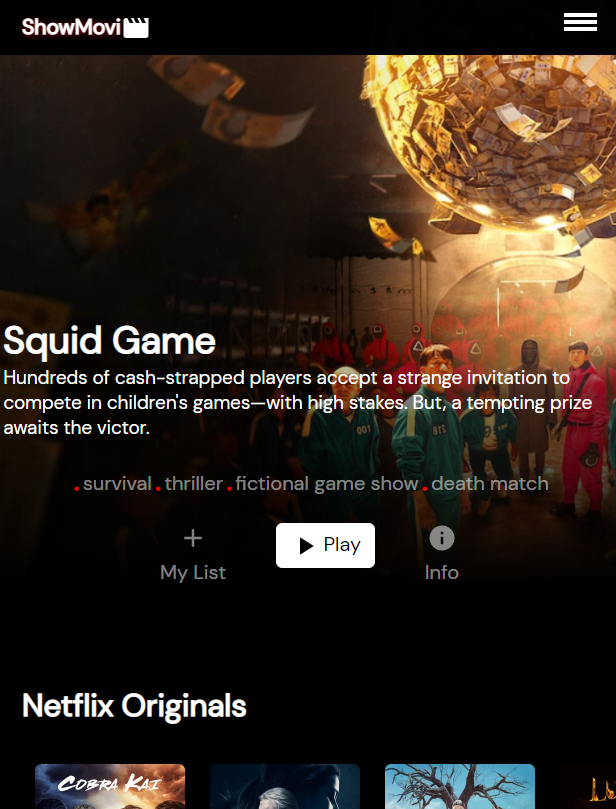 ShowMovi
Squid Game
Hundreds of cash-strapped players accept a strange invitation to
compete in children's games—with high stakes. But, a tempting prize
awaits the victor.
survival thriller fictional game show death match
My List
Play
Info
001
218
Netflix Originals
COBRA KAI